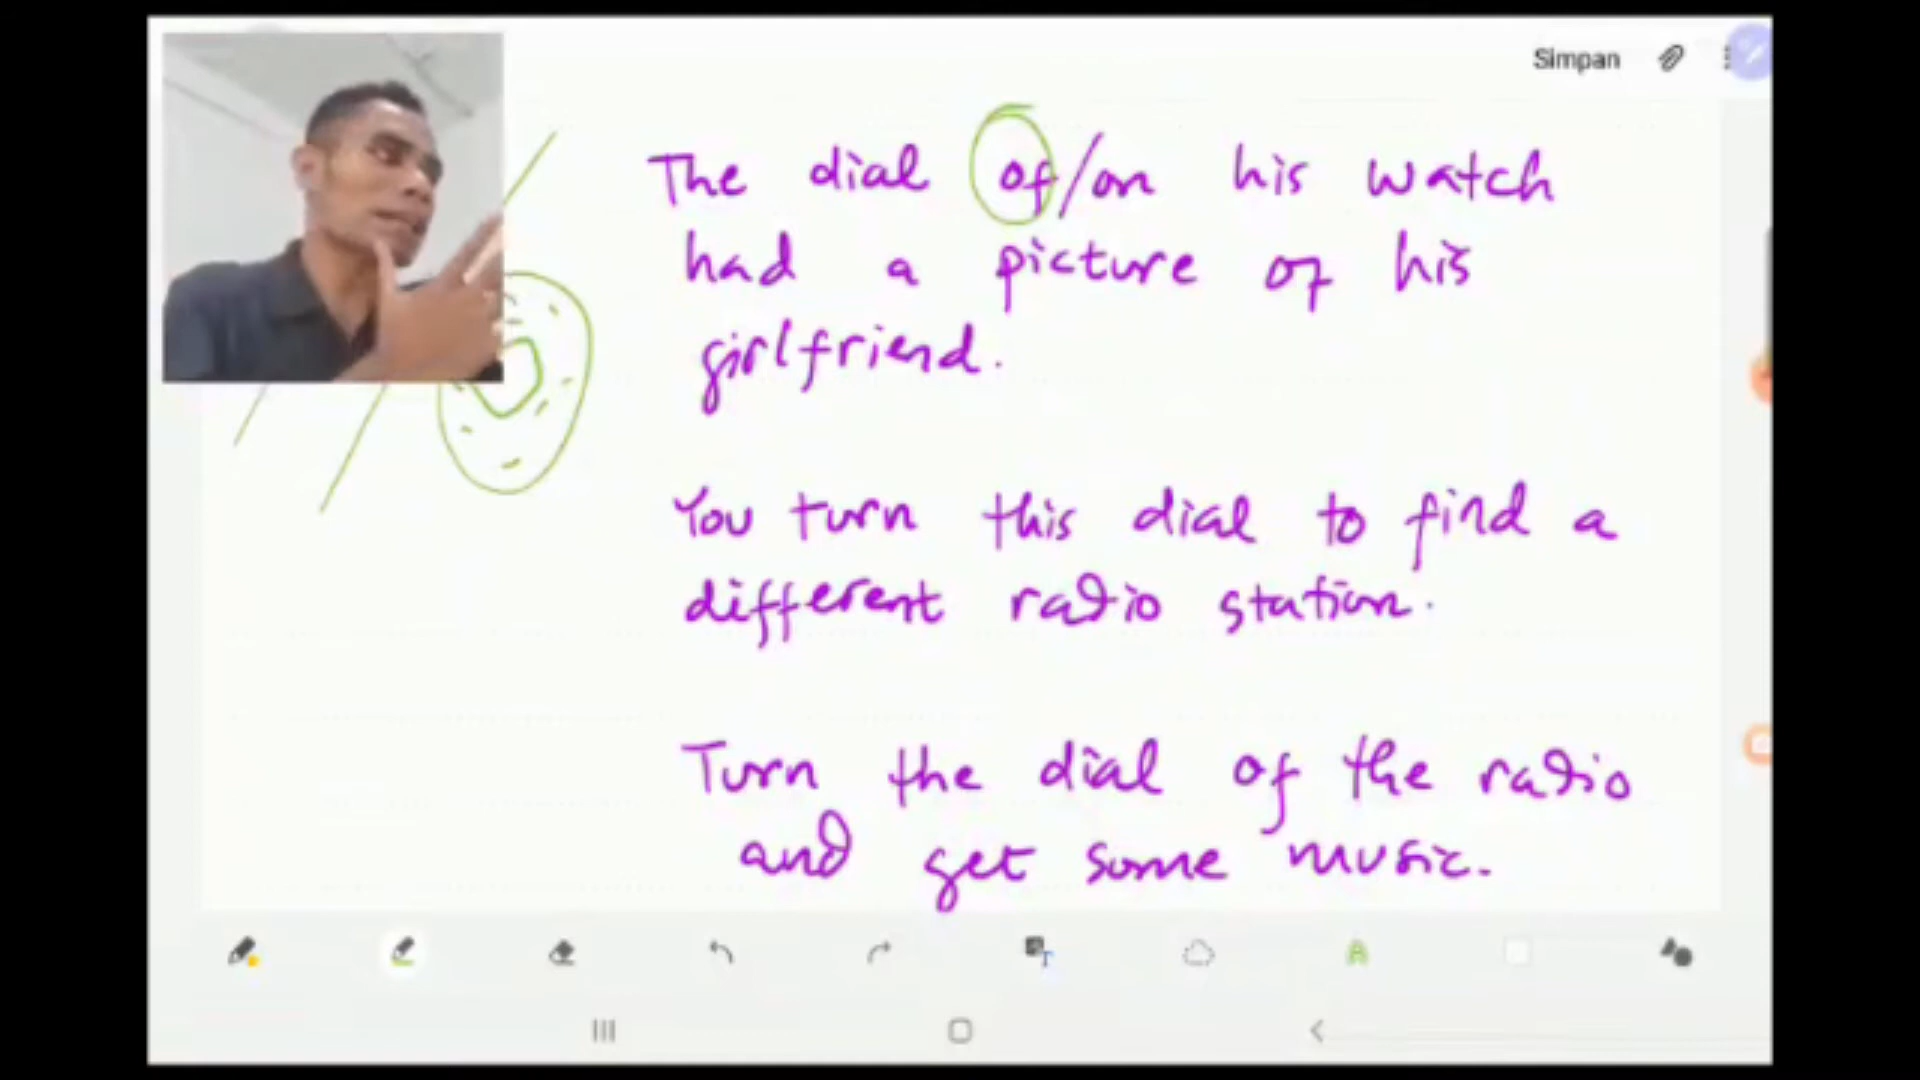 Simpan
The dial of/on his watch
had a picture of his
girlfriend.
You turn this dial to find a
different radio station.
Turn the dial of the radio
and get some music.